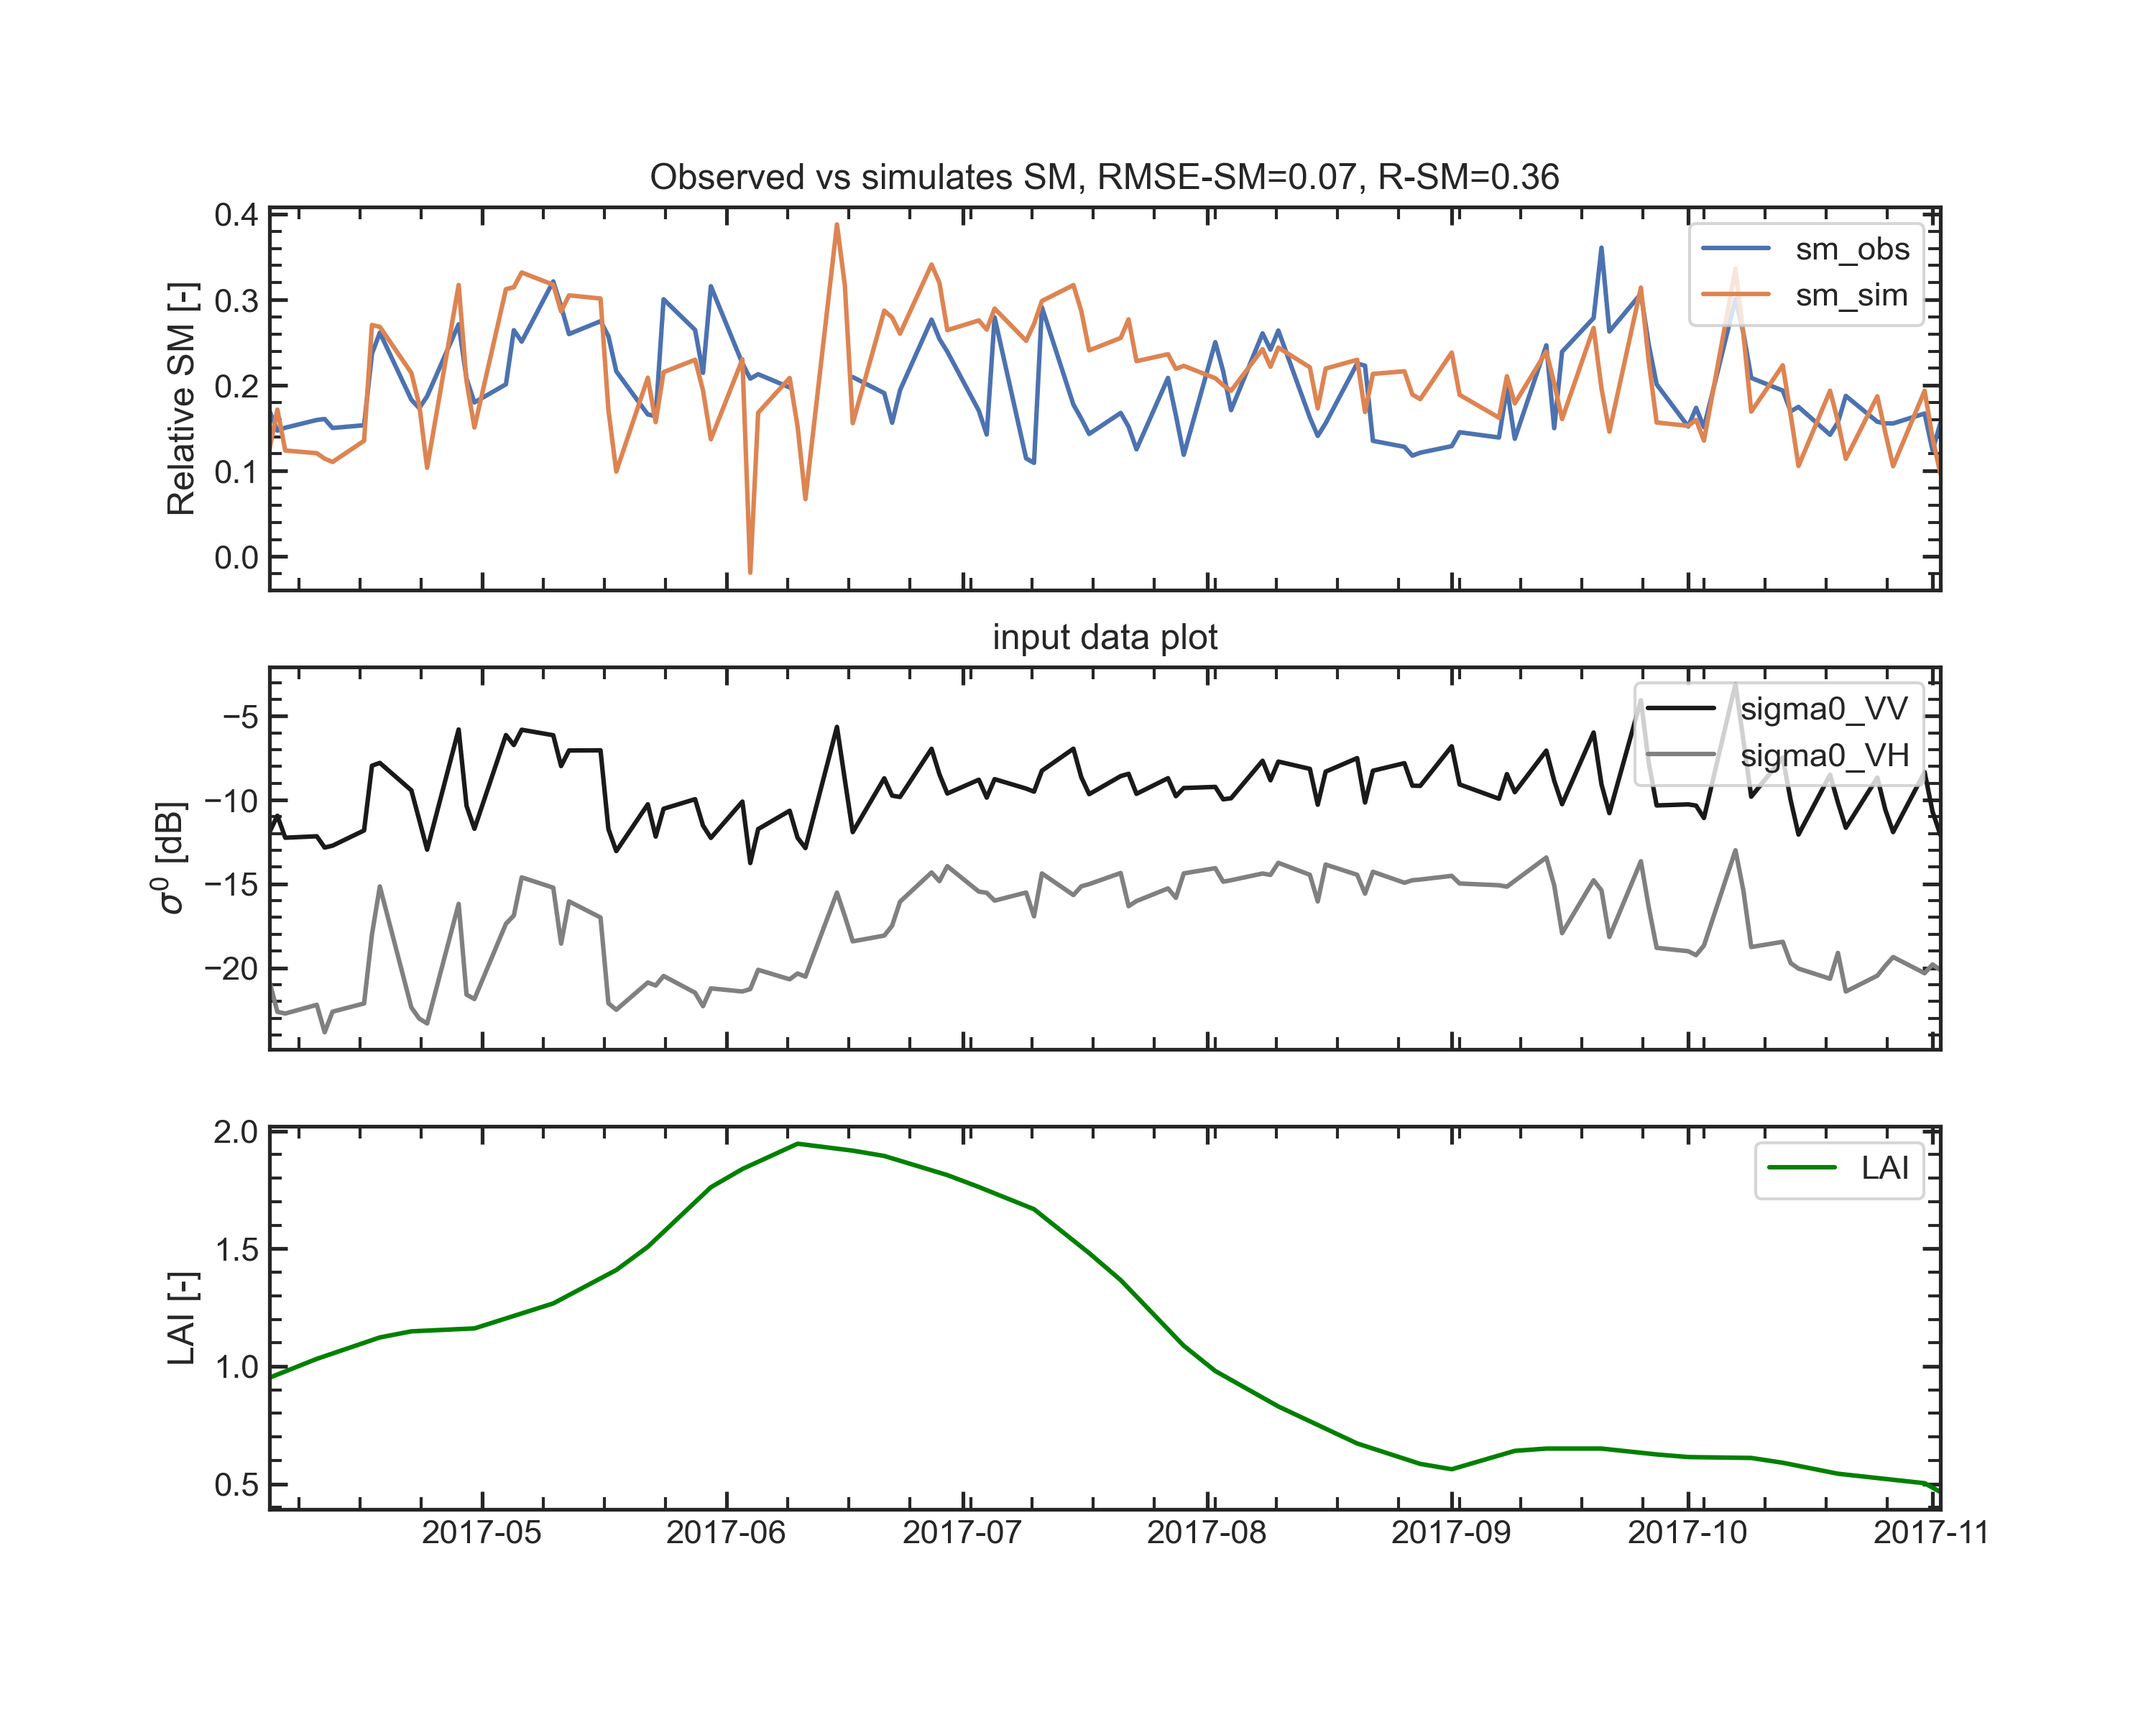 Observed vs simulates SM, RMSE-SM=0.07, R-SM=0.36
Relative SM [-]
0.4
0.3
0.2
0.1
0.0
sm_obs
sm_sim
input data plot
σ⁰ [dB]
−5
−10
−15
−20
sigma0_VV
sigma0_VH
LAI [-]
2.0
1.5
1.0
0.5
LAI
2017-05 2017-06 2017-07 2017-08 2017-09 2017-10 2017-11